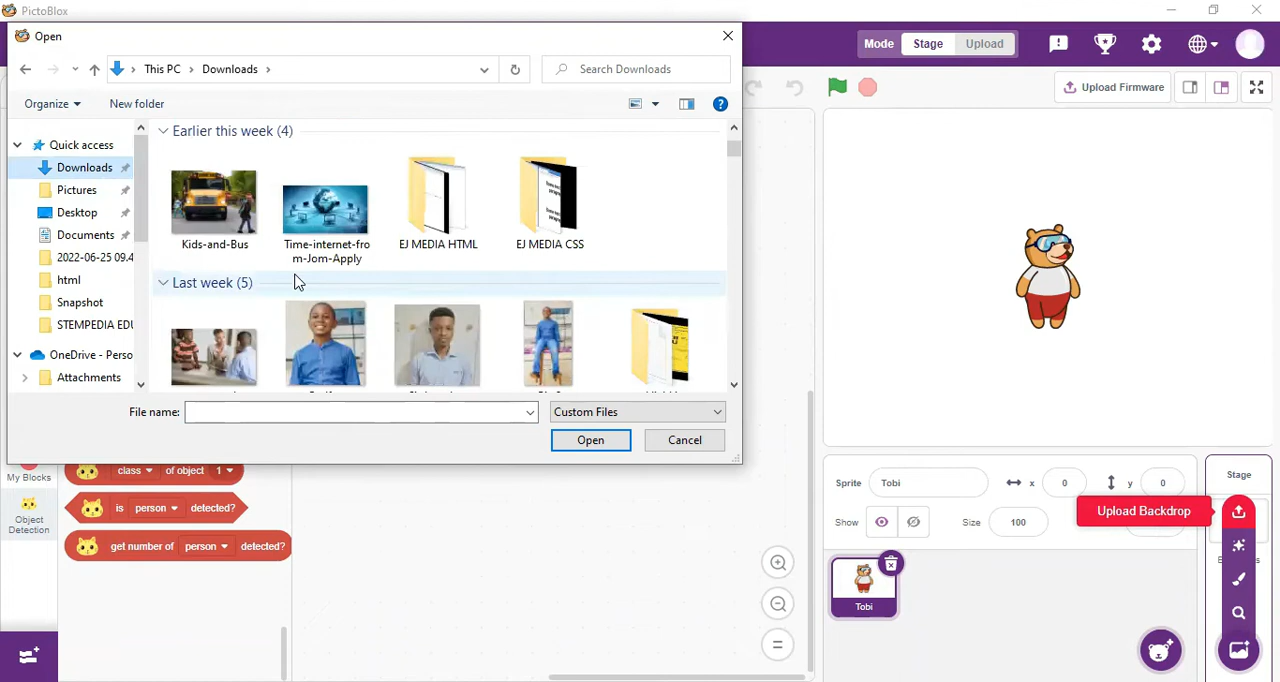 PictoBlox
Open
This PC
Downloads
Search Downloads
Organize
New folder
Mode
Stage
Upload
Upload Firmware
Quick access
Downloads
Pictures
Desktop
Documents
2022-06-25 09.4
html
Snapshot
STEMPEDIA EDU
OneDrive - Perso
Attachments
Earlier this week (4)
Kids-and-Bus
Time-internet-fro
m-Jom-Apply
EJ MEDIA HTML
EJ MEDIA CSS
Last week (5)
File name:
Custom Files
Open
Cancel
My Blocks
Object
Detection
class of object 1
is person detected?
get number of person detected?
Sprite
Tobi
x
0
y
0
Show
Size
100
Upload Backdrop
Stage
Tobi